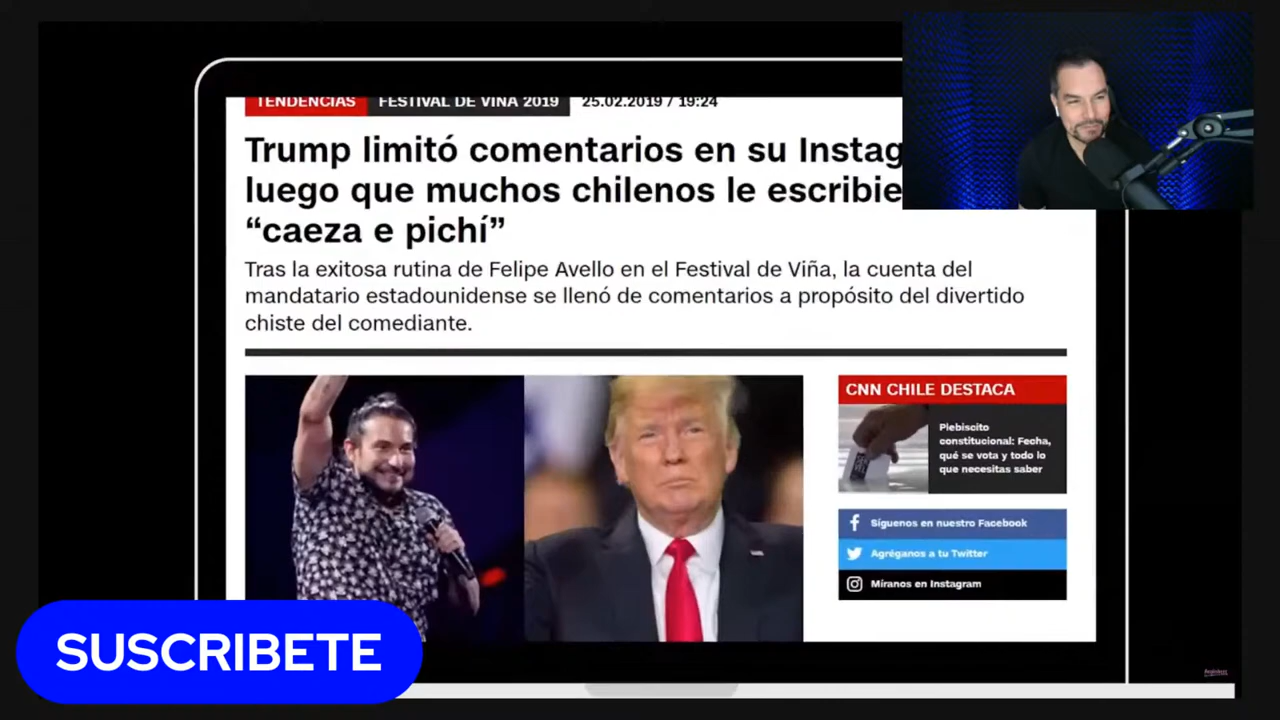 TENDENCIAS FESTIVAL DE VIÑA 2019 25.02.2019 / 19:24
Trump limitó comentarios en su Instag
luego que muchos chilenos le escribie
“caeza e pichí”
Tras la exitosa rutina de Felipe Avello en el Festival de Viña, la cuenta del
mandatario estadounidense se llenó de comentarios a propósito del divertido
chiste del comediante.
CNN CHILE DESTACA
Plebiscito
constitucional: Fecha,
qué se vota y todo lo
que necesitas saber
Síguenos en nuestro Facebook
Agréganos a tu Twitter
Míranos en Instagram
SUSCRIBETE